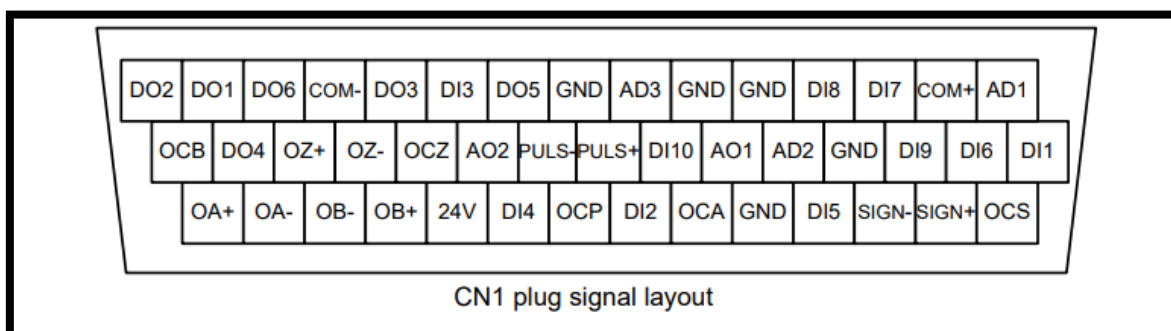 DO2 DO1 DO6 COM- DO3 DI3 DO5 GND AD3 GND GND DI8 DI7 COM+ AD1
OCB DO4 OZ+ OZ- OCZ AO2 PULS- PULS+ DI10 AO1 AD2 GND DI9 DI6 DI1
OA+ OA- OB- OB+ 24V DI4 OCP DI2 OCA GND DI5 SIGN- SIGN+ OCS
CN1 plug signal layout